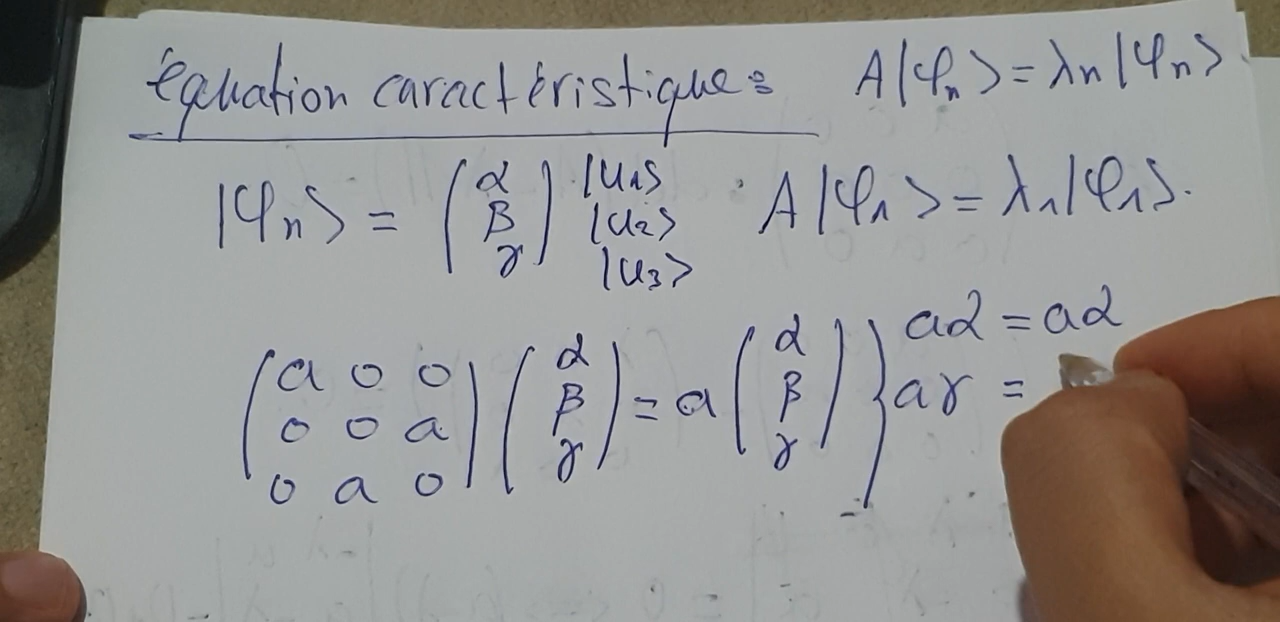 équation caractéristique : A|φn> = λn|φn>
|φn> = (α β γ) |u1> |u2> |u3> A|φ1> = λ1|φ1>.
(a 0 0 (α (α } aα = aα
0 0 a β = a β aγ =
0 a 0) γ) γ)